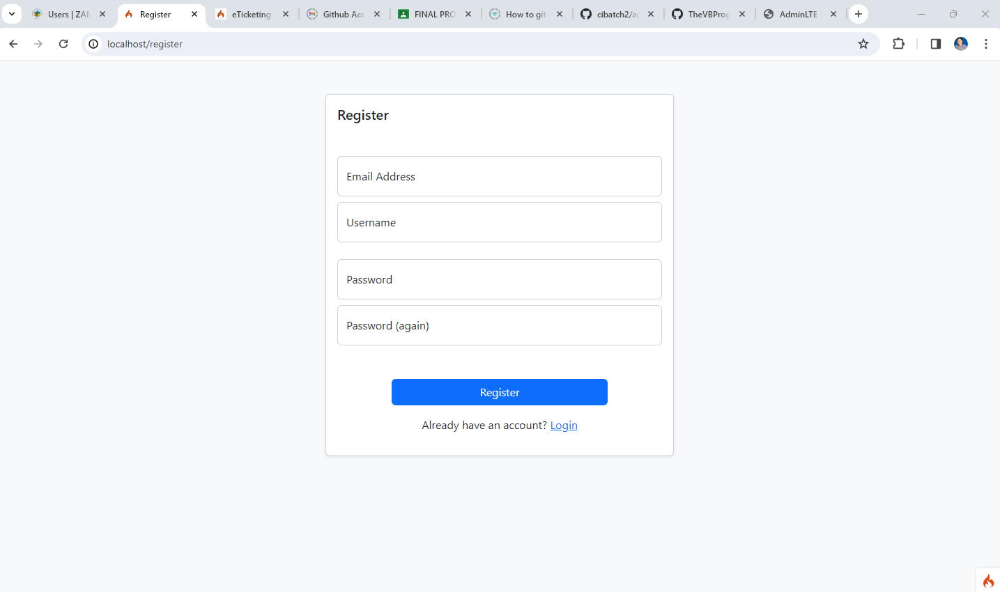 Users | ZAM
Register
eTicketing
Github Acc
FINAL PRO
How to git
cibatch2/a
TheVBProg
AdminLTE
localhost/register
Register
Email Address
Username
Password
Password (again)
Register
Already have an account? Login